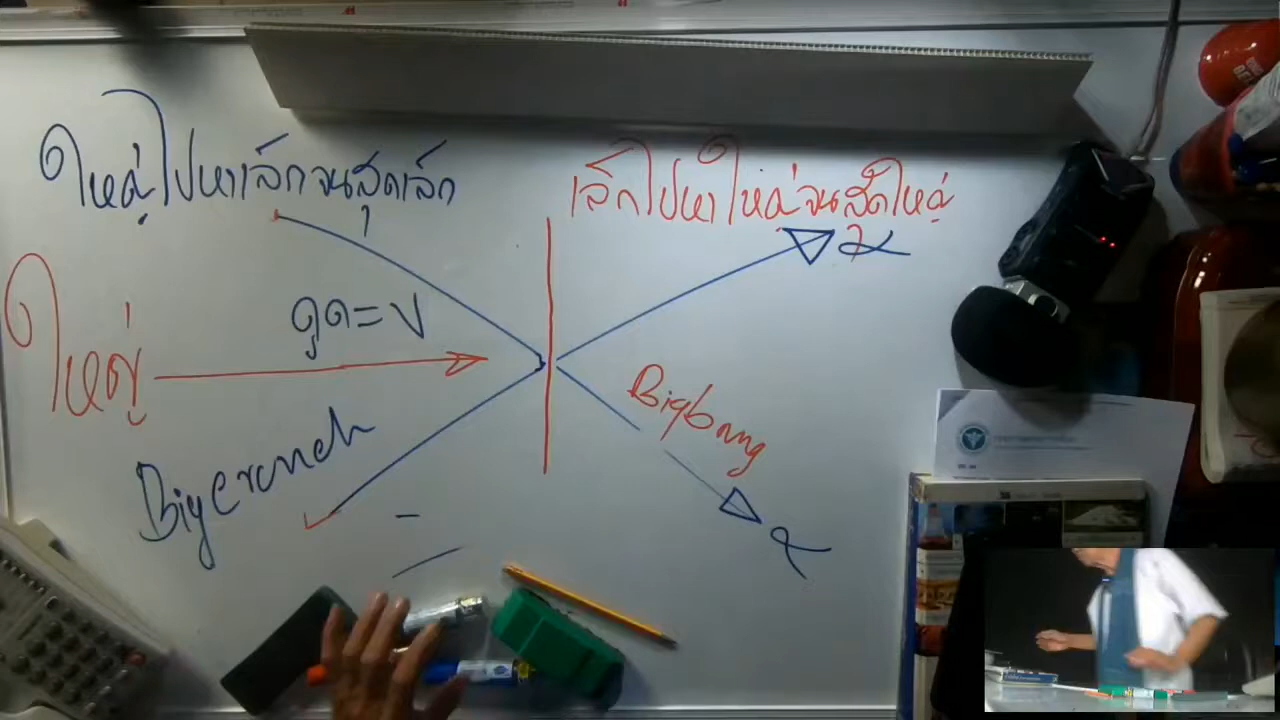 ใหญ่ไปหาเล็กจนสุดเล็ก
เล็กไปหาใหญ่จนสุดใหญ่
α
ดูด=v
ใหญ่
Bigbang
Bigcrunch
α